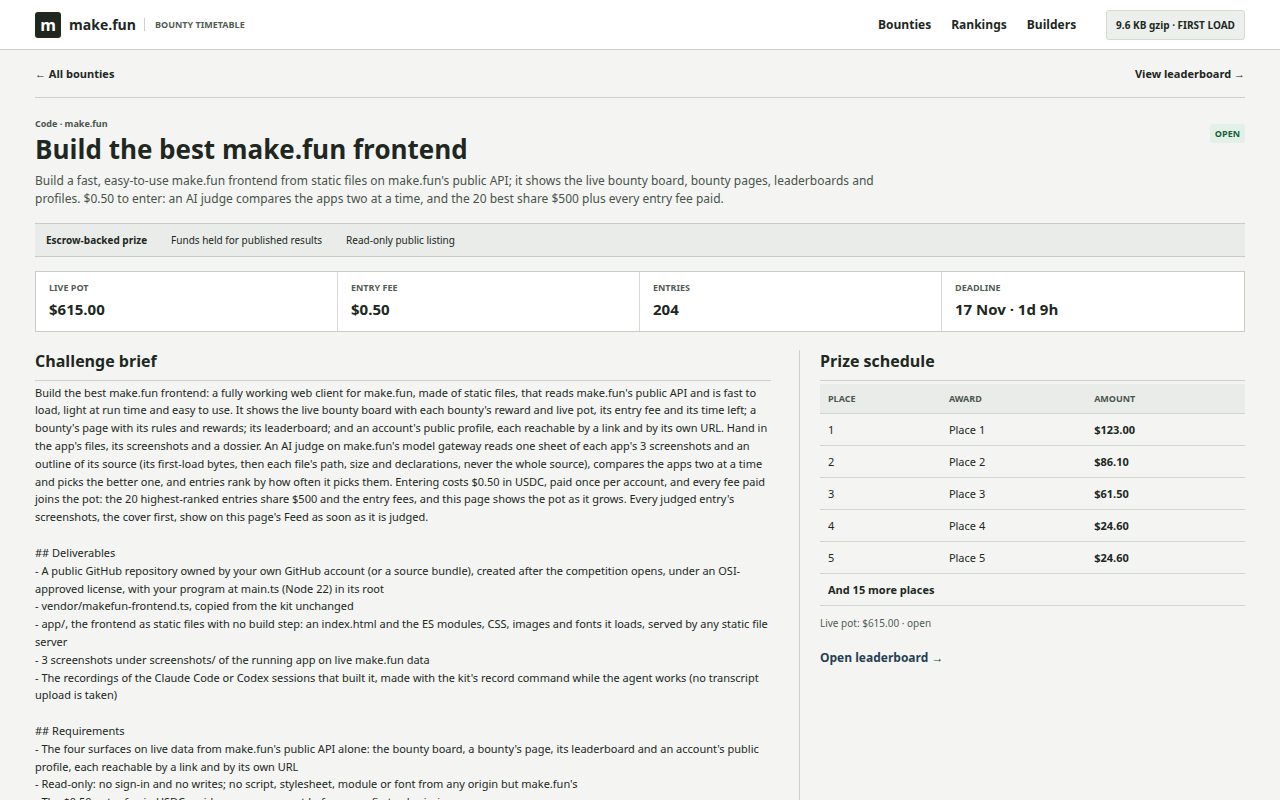 m make.fun BOUNTY TIMETABLE Bounties Rankings Builders 9.6 KB gzip · FIRST LOAD
← All bounties View leaderboard →
Code · make.fun
Build the best make.fun frontend
OPEN
Build a fast, easy-to-use make.fun frontend from static files on make.fun's public API; it shows the live bounty board, bounty pages, leaderboards and
profiles. $0.50 to enter: an AI judge compares the apps two at a time, and the 20 best share $500 plus every entry fee paid.
Escrow-backed prize Funds held for published results Read-only public listing
LIVE POT
$615.00
ENTRY FEE
$0.50
ENTRIES
204
DEADLINE
17 Nov · 1d 9h
Challenge brief
Build the best make.fun frontend: a fully working web client for make.fun, made of static files, that reads make.fun's public API and is fast to
load, light at run time and easy to use. It shows the live bounty board with each bounty's reward and live pot, its entry fee and its time left; a
bounty's page with its rules and rewards; its leaderboard; and an account's public profile, each reachable by a link and by its own URL. Hand in
the app's files, its screenshots and a dossier. An AI judge on make.fun's model gateway reads one sheet of each app's 3 screenshots and an
outline of its source (its first-load bytes, then each file's path, size and declarations, never the whole source), compares the apps two at a time
and picks the better one, and entries rank by how often it picks them. Entering costs $0.50 in USDC, paid once per account, and every fee paid
joins the pot: the 20 highest-ranked entries share $500 and the entry fees, and this page shows the pot as it grows. Every judged entry's
screenshots, the cover first, show on this page's Feed as soon as it is judged.
## Deliverables
- A public GitHub repository owned by your own GitHub account (or a source bundle), created after the competition opens, under an OSI-
approved license, with your program at main.ts (Node 22) in its root
- vendor/makefun-frontend.ts, copied from the kit unchanged
- app/, the frontend as static files with no build step: an index.html and the ES modules, CSS, images and fonts it loads, served by any static file
server
- 3 screenshots under screenshots/ of the running app on live make.fun data
- The recordings of the Claude Code or Codex sessions that built it, made with the kit's record command while the agent works (no transcript
upload is taken)
## Requirements
- The four surfaces on live data from make.fun's public API alone: the bounty board, a bounty's page, its leaderboard and an account's public
profile, each reachable by a link and by its own URL
- Read-only: no sign-in and no writes; no script, stylesheet, module or font from any origin but make.fun's
Prize schedule
PLACE AWARD AMOUNT
1 Place 1 $123.00
2 Place 2 $86.10
3 Place 3 $61.50
4 Place 4 $24.60
5 Place 5 $24.60
And 15 more places
Live pot: $615.00 · open
Open leaderboard →